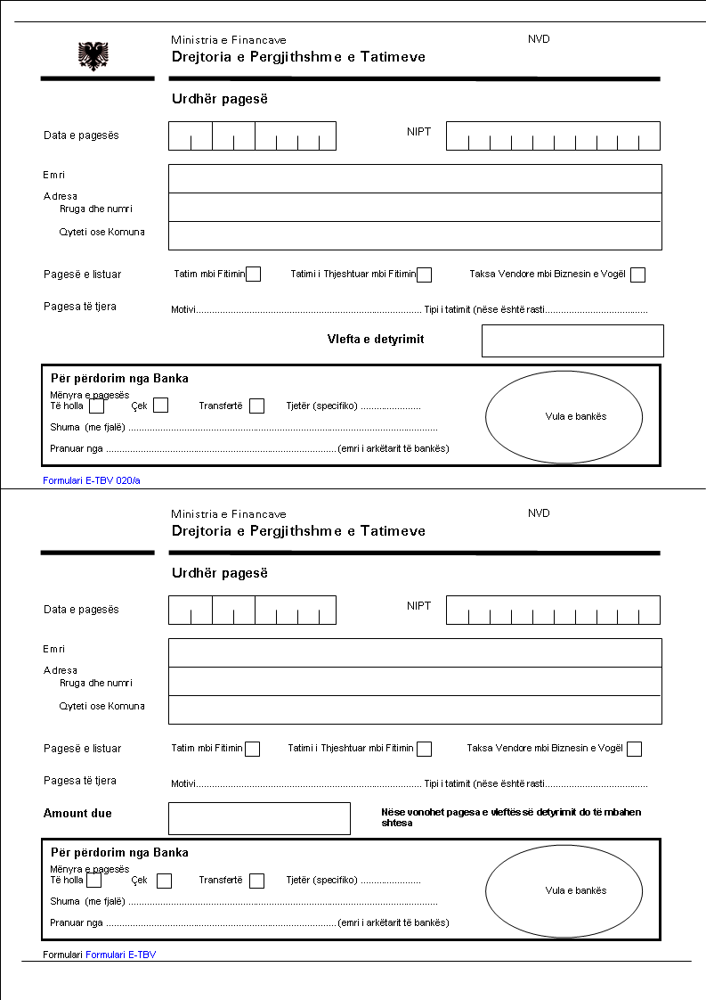 Ministria e Financave NVD
Drejtoria e Pergjithshme e Tatimeve
Urdhër pagesë
Data e pagesës NIPT
Emri
Adresa
Rruga dhe numri
Qyteti ose Komuna
Pagesë e listuar Tatim mbi Fitimin Tatimi i Thjeshtuar mbi Fitimin Taksa Vendore mbi Biznesin e Vogël
Pagesa të tjera Motivi..................................................................................... Tipi i tatimit (nëse është rasti.......................................
Vlefta e detyrimit
Për përdorim nga Banka
Mënyra e pagesës
Të holla Çek Transfertë Tjetër (specifiko) .......................
Vula e bankës
Shuma (me fjalë) .....................................................................................................................
Pranuar nga .......................................................................................(emri i arkëtarit të bankës)
Formulari E-TBV 020/a
Ministria e Financave NVD
Drejtoria e Pergjithshme e Tatimeve
Urdhër pagesë
Data e pagesës NIPT
Emri
Adresa
Rruga dhe numri
Qyteti ose Komuna
Pagesë e listuar Tatim mbi Fitimin Tatimi i Thjeshtuar mbi Fitimin Taksa Vendore mbi Biznesin e Vogël
Pagesa të tjera Motivi..................................................................................... Tipi i tatimit (nëse është rasti.......................................
Amount due Nëse vonohet pagesa e vleftës së detyrimit do të mbahen
shtesa
Për përdorim nga Banka
Mënyra e pagesës
Të holla Çek Transfertë Tjetër (specifiko) .......................
Vula e bankës
Shuma (me fjalë) .....................................................................................................................
Pranuar nga .......................................................................................(emri i arkëtarit të bankës)
Formulari Formulari E-TBV